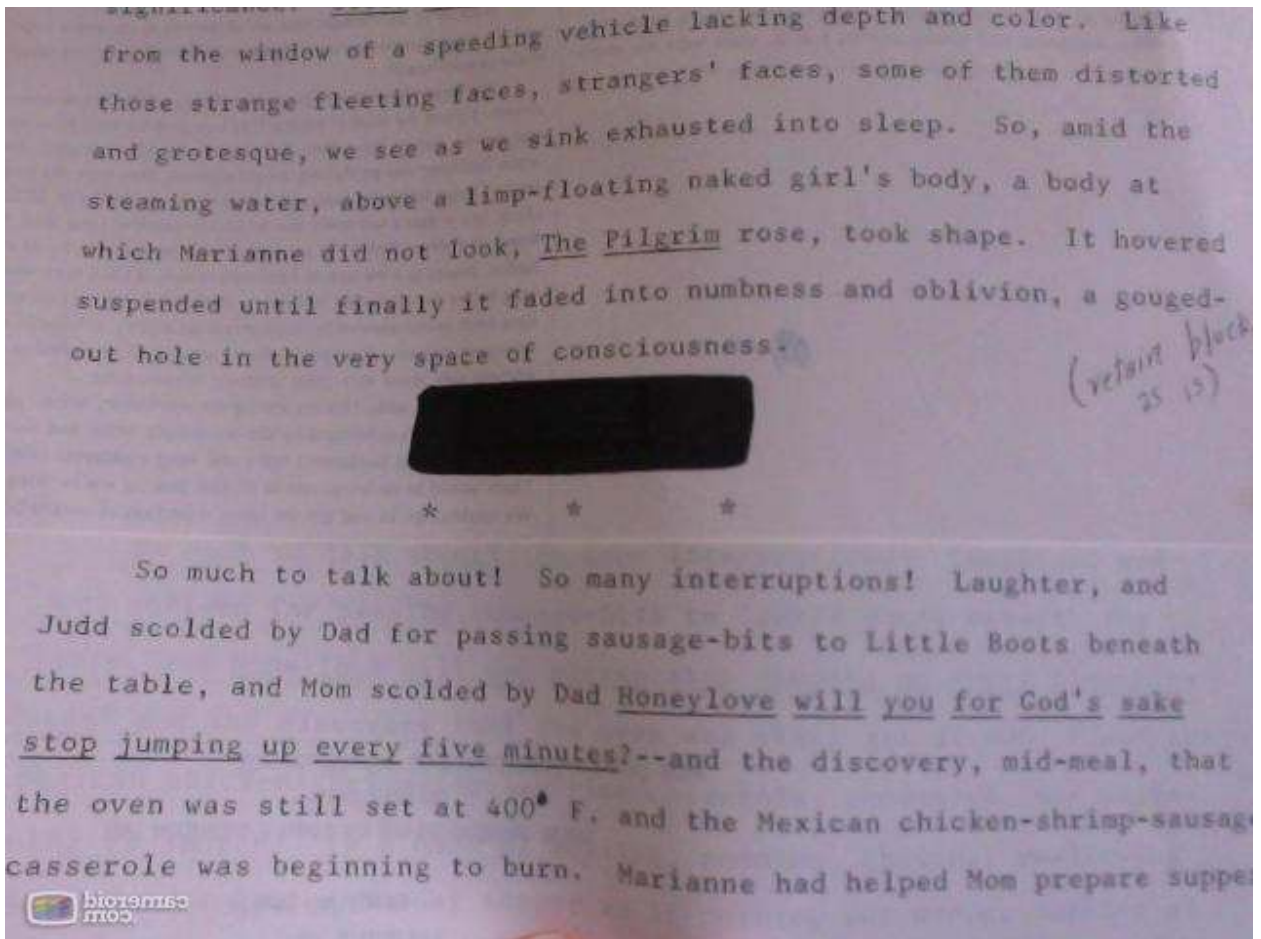 significance.
from the window of a speeding vehicle lacking depth and color. Like
those strange fleeting faces, strangers' faces, some of them distorted
and grotesque, we see as we sink exhausted into sleep. So, amid the
steaming water, above a limp-floating naked girl's body, a body at
which Marianne did not look, The Pilgrim rose, took shape. It hovered
suspended until finally it faded into numbness and oblivion, a gouged-
out hole in the very space of consciousness.
(retain block
as is)
* * *
So much to talk about! So many interruptions! Laughter, and
Judd scolded by Dad for passing sausage-bits to Little Boots beneath
the table, and Mom scolded by Dad Honeylove will you for God's sake
stop jumping up every five minutes?--and the discovery, mid-meal, that
the oven was still set at 400° F. and the Mexican chicken-shrimp-sausage
casserole was beginning to burn. Marianne had helped Mom prepare supper
cameroid
.com